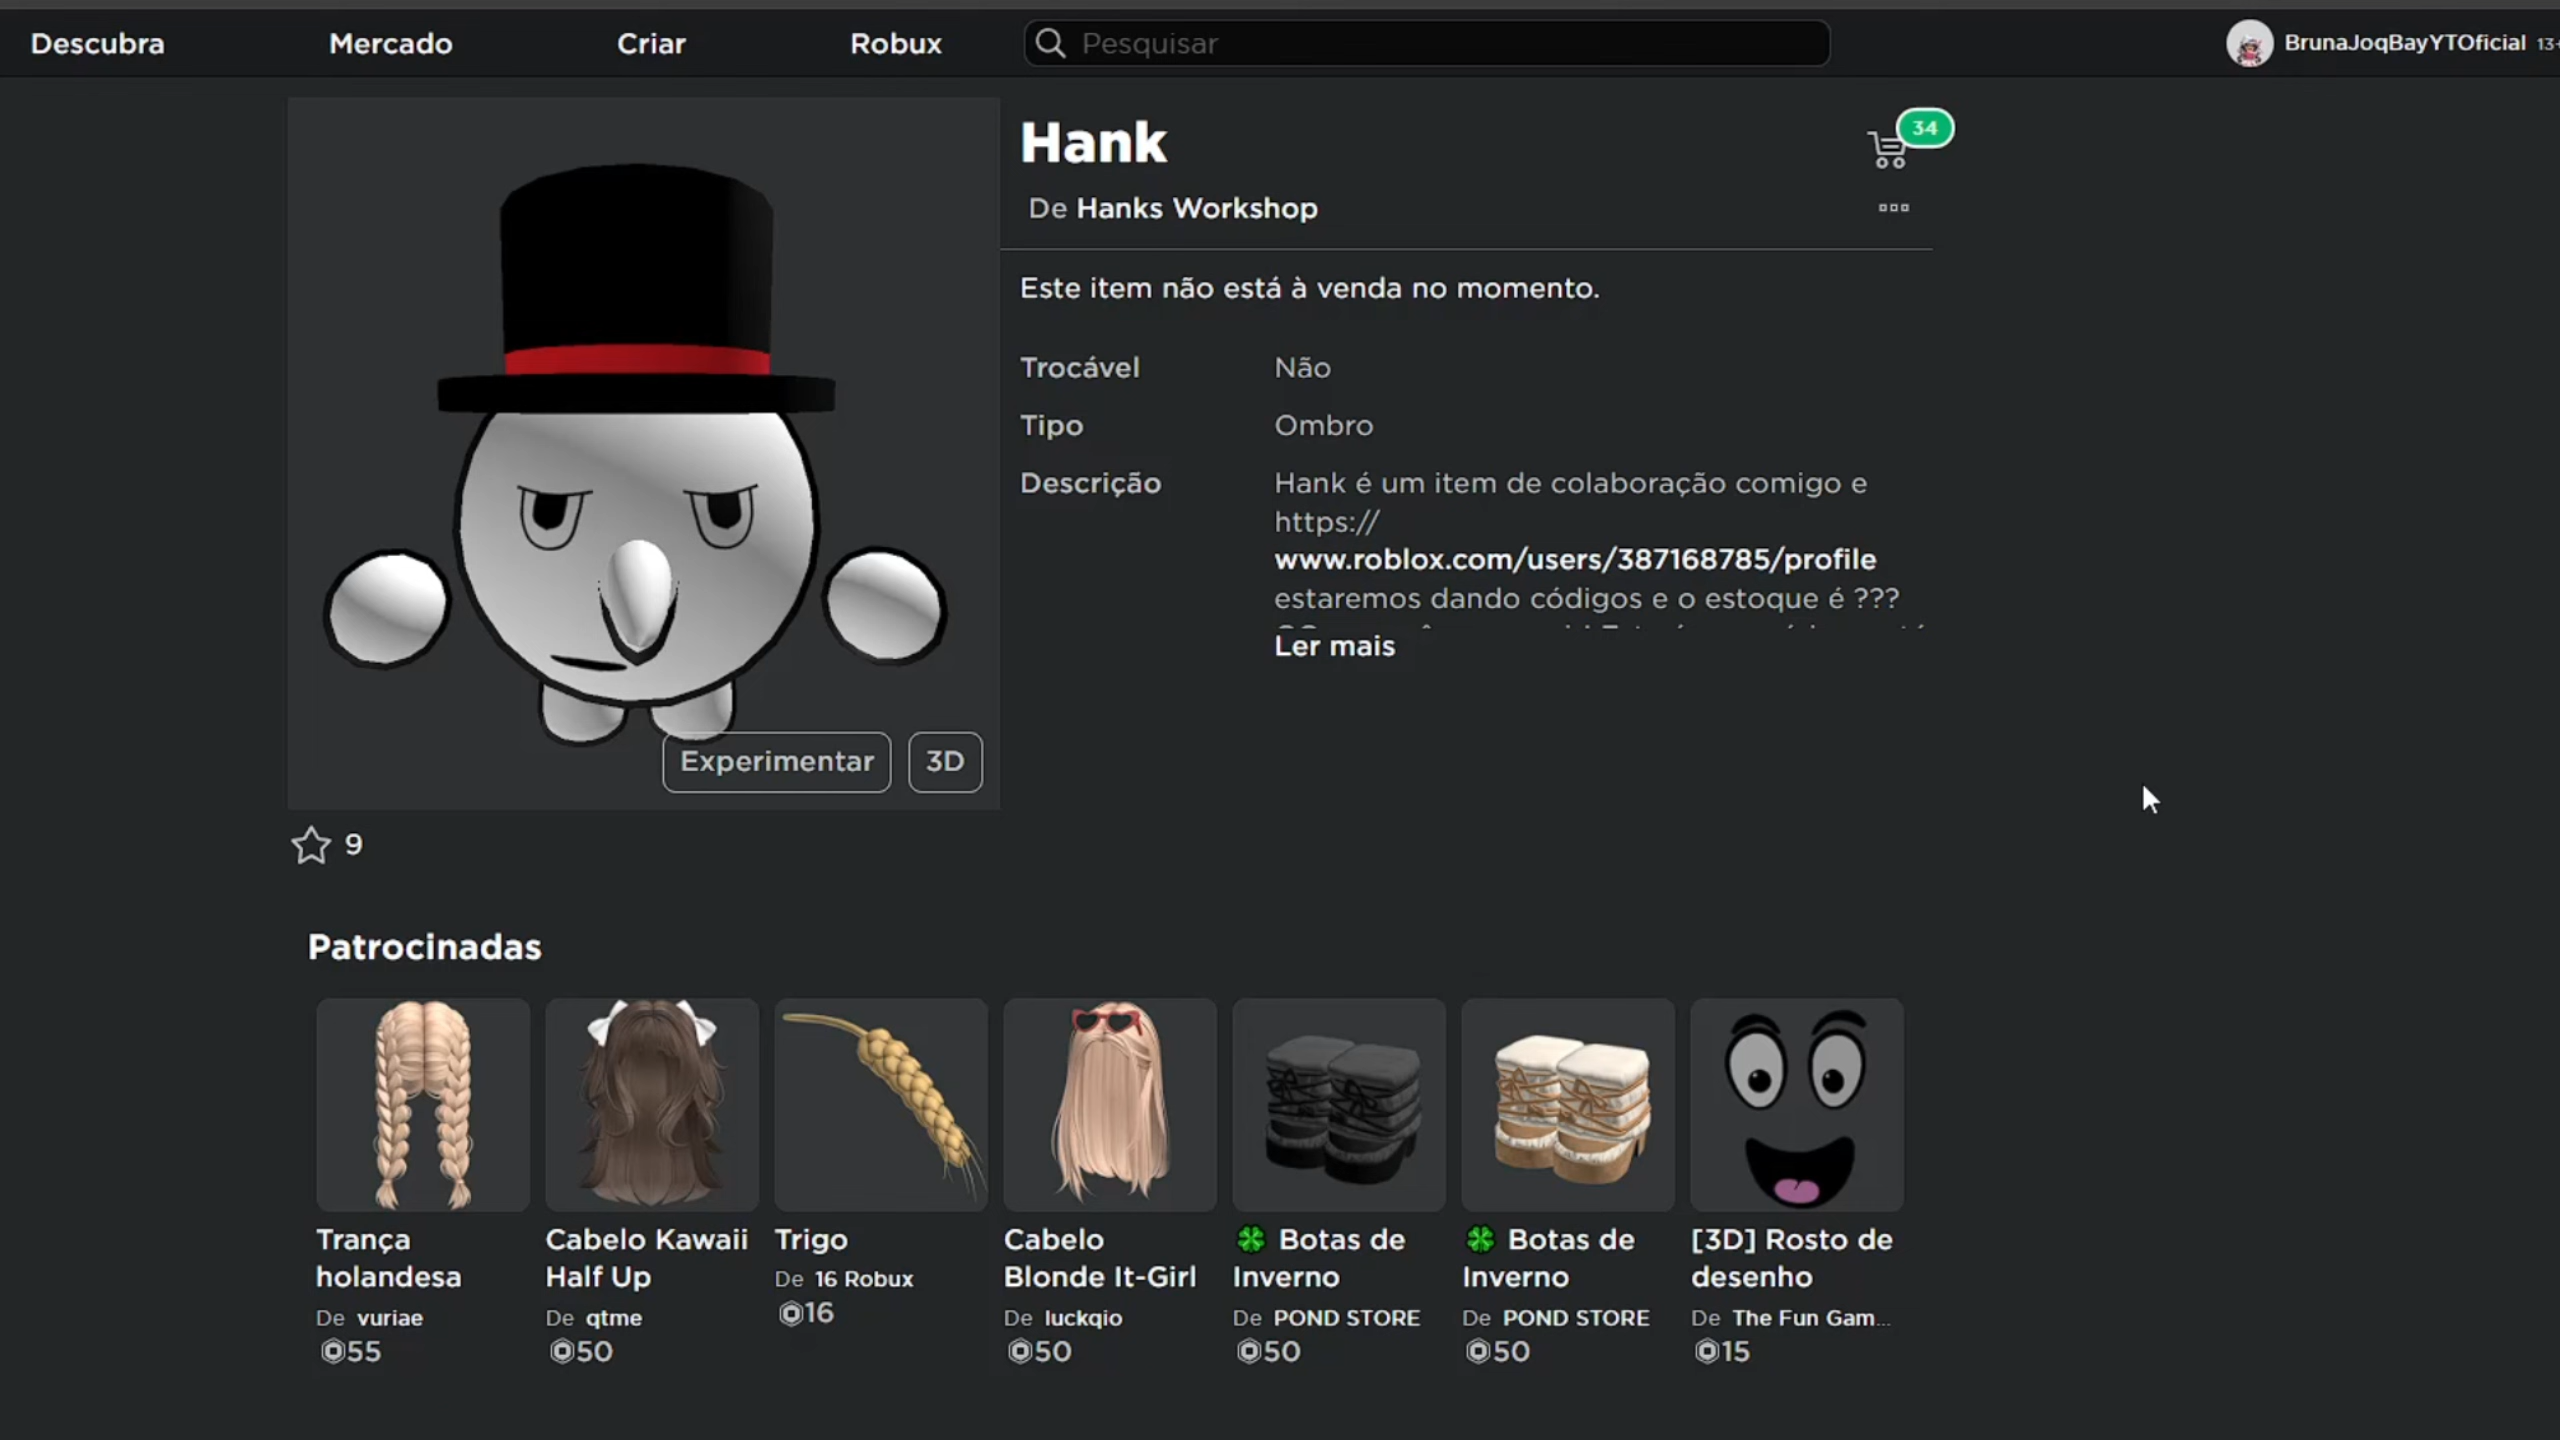 Descubra
Mercado
Criar
Robux
Pesquisar
BrunaJoqBayYTOficial
Hank
34
De Hanks Workshop
Este item não está à venda no momento.
Trocável Não
Tipo Ombro
Descrição Hank é um item de colaboração comigo e
https://
www.roblox.com/users/387168785/profile
estaremos dando códigos e o estoque é ???
Ler mais
Experimentar
3D
9
Patrocinadas
Trança
holandesa
De vuriae
55
Cabelo Kawaii
Half Up
De qtme
50
Trigo
De 16 Robux
16
Cabelo
Blonde It-Girl
De luckqio
50
🍀 Botas de
Inverno
De POND STORE
50
🍀 Botas de
Inverno
De POND STORE
50
[3D] Rosto de
desenho
De The Fun Gam...
15